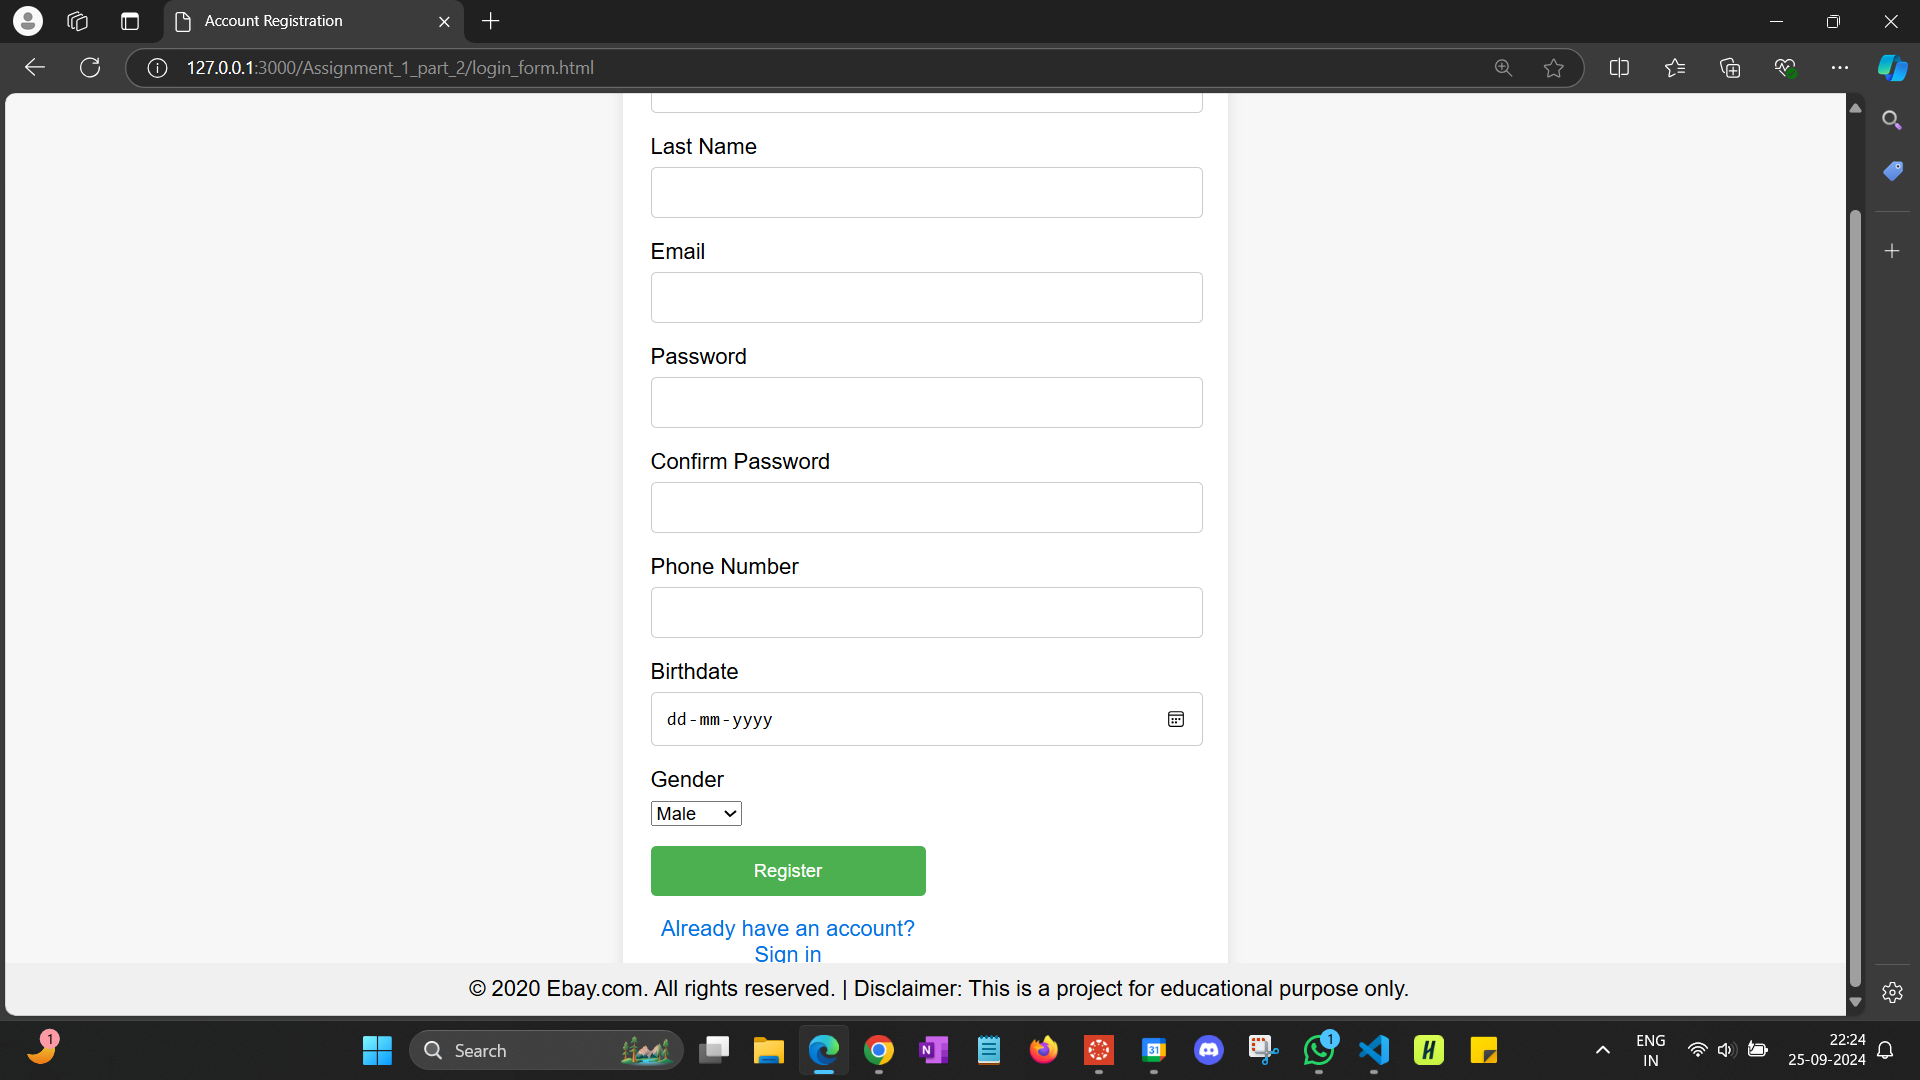 Account Registration
127.0.0.1:3000/Assignment_1_part_2/login_form.html
Last Name
Email
Password
Confirm Password
Phone Number
Birthdate
dd-mm-yyyy
Gender
Male
Register
Already have an account?
Sign in
© 2020 Ebay.com. All rights reserved. | Disclaimer: This is a project for educational purpose only.
1
Search
N
31
H
1
ENG
IN
22:24
25-09-2024